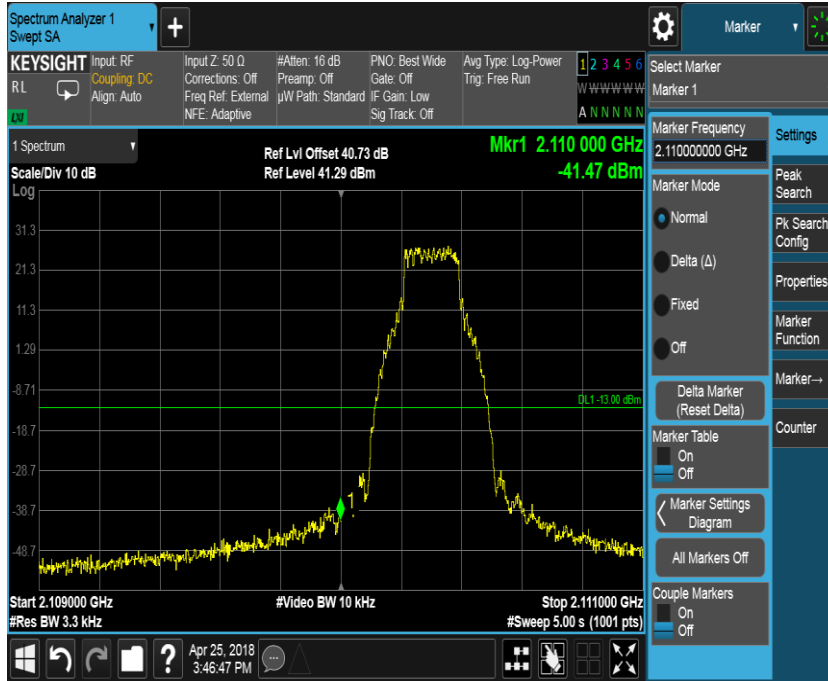 Spectrum Analyzer 1
Swept SA
+
Marker
KEYSIGHT
RL
LXI
Input: RF
Coupling: DC
Align: Auto
Input Z: 50 Ω
Corrections: Off
Freq Ref: External
NFE: Adaptive
#Atten: 16 dB
Preamp: Off
µW Path: Standard
PNO: Best Wide
Gate: Off
IF Gain: Low
Sig Track: Off
Avg Type: Log-Power
Trig: Free Run
1 2 3 4 5 6
W W W W W W
A N N N N N
Select Marker
Marker 1
1 Spectrum
Scale/Div 10 dB
Log
Ref Lvl Offset 40.73 dB
Ref Level 41.29 dBm
Mkr1 2.110 000 GHz
-41.47 dBm
31.3
21.3
11.3
1.29
-8.71
-18.7
-28.7
-38.7
-48.7
DL1 -13.00 dBm
Start 2.109000 GHz
#Res BW 3.3 kHz
#Video BW 10 kHz
Stop 2.111000 GHz
#Sweep 5.00 s (1001 pts)
Marker Frequency
2.110000000 GHz
Marker Mode
Normal
Delta (Δ)
Fixed
Off
Delta Marker
(Reset Delta)
Marker Table
On
Off
Marker Settings
Diagram
All Markers Off
Couple Markers
On
Off
Settings
Peak
Search
Pk Search
Config
Properties
Marker
Function
Marker→
Counter
?
Apr 25, 2018
3:46:47 PM